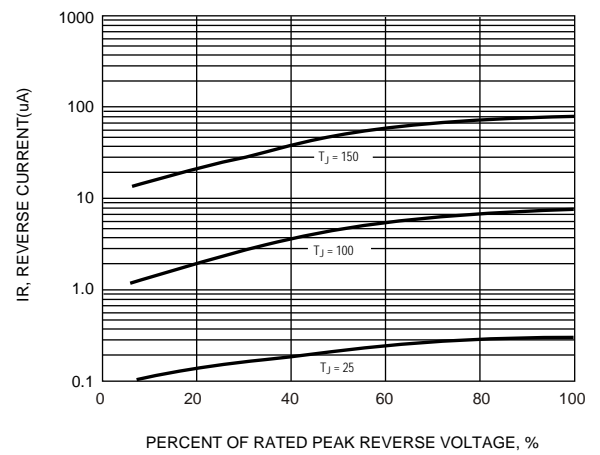 1000
100
10
1.0
0.1
IR, REVERSE CURRENT(uA)
TJ = 150
TJ = 100
TJ = 25
0
20
40
60
80
100
PERCENT OF RATED PEAK REVERSE VOLTAGE, %